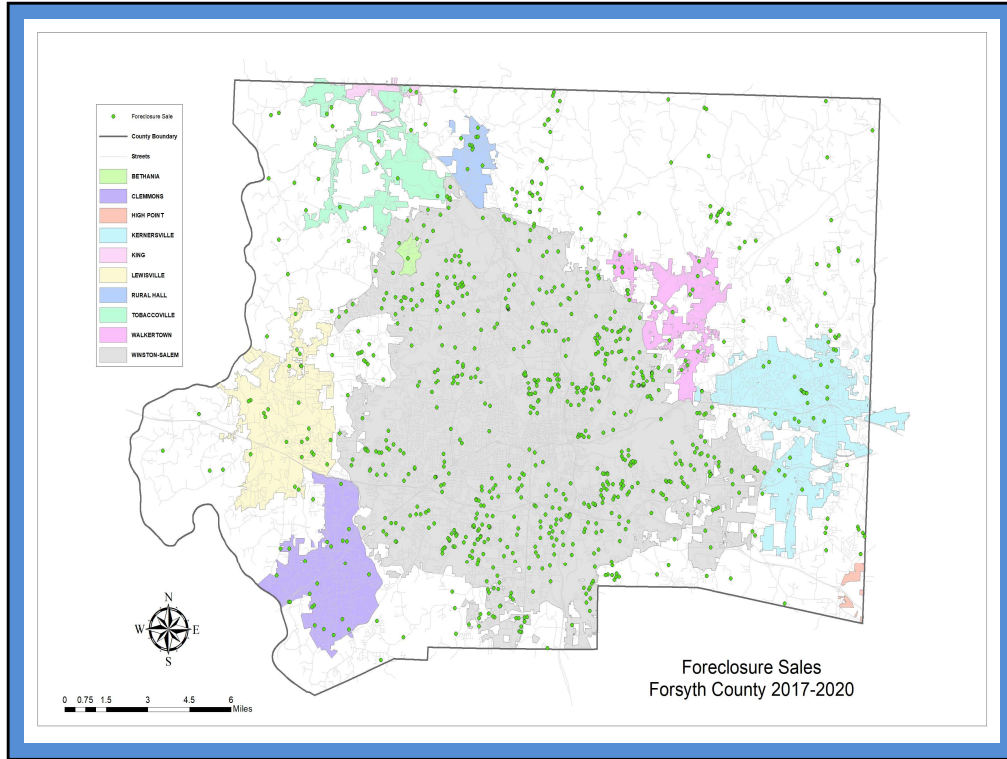 Foreclosure Sale
County Boundary
Streets
BETHANIA
CLEMMONS
HIGH POINT
KERNERSVILLE
KING
LEWISVILLE
RURAL HALL
TOBACCOVILLE
WALKERTOWN
WINSTON-SALEM
N
W
E
S
0 0.75 1.5 3 4.5 6
Miles
Foreclosure Sales
Forsyth County 2017-2020